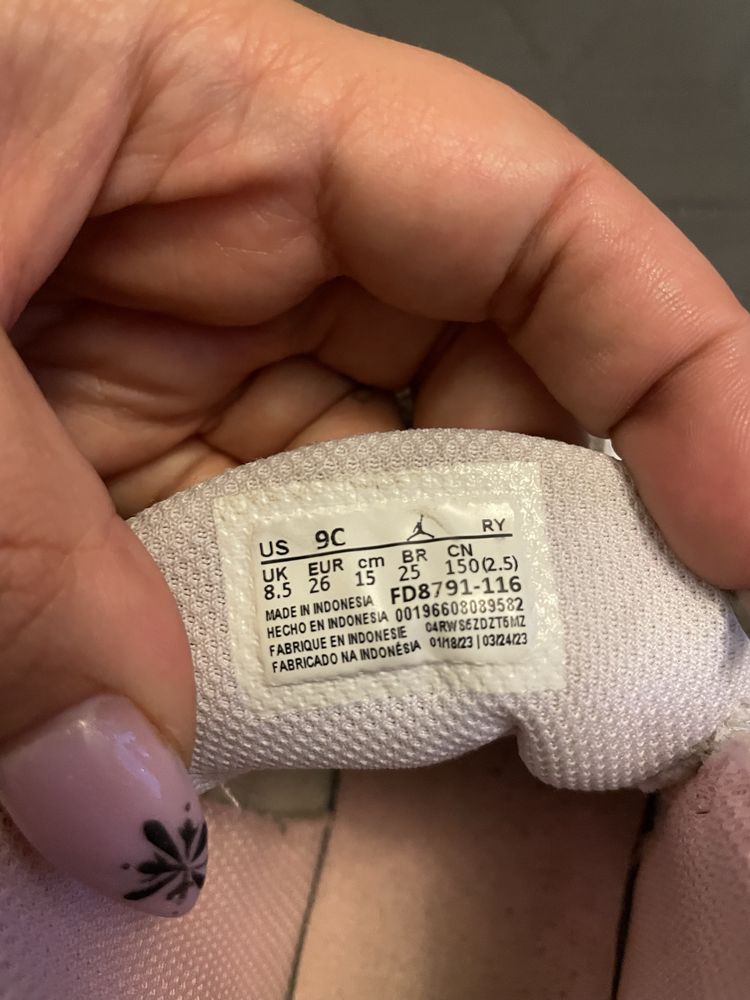 US 9C RY
UK EUR cm BR CN
8.5 26 15 25 150(2.5)
MADE IN INDONESIA FD8791-116
HECHO EN INDONESIA 00196608089582
FABRIQUE EN INDONESIE 04RWS6ZDZT6MZ
FABRICADO NA INDONÉSIA 01/18/23 | 03/24/23